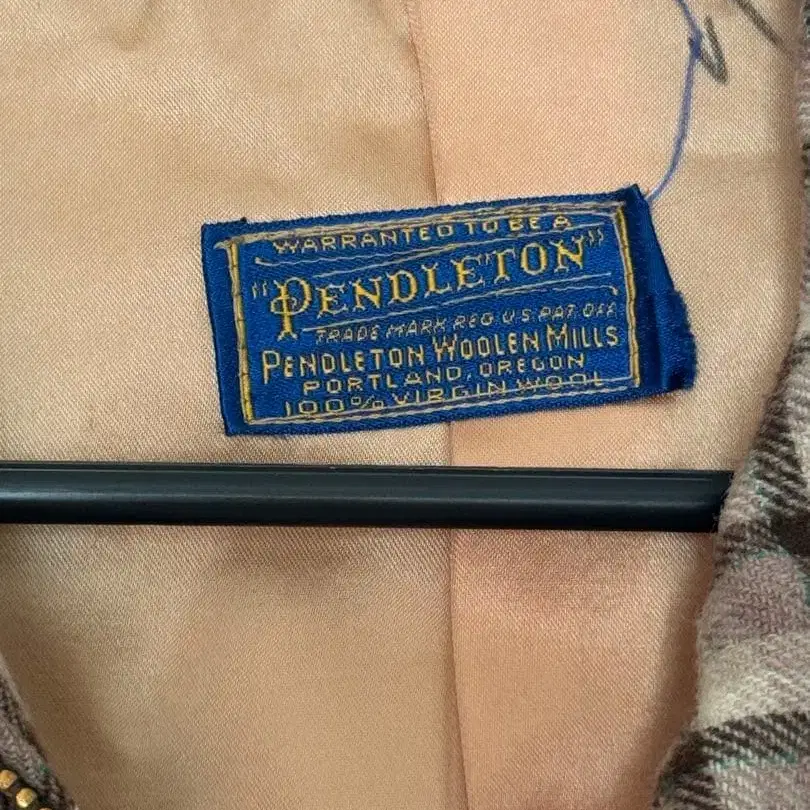 WARRANTED TO BE A
"PENDLETON"
TRADE MARK REG U.S. PAT. OFF.
PENDLETON WOOLEN MILLS
PORTLAND, OREGON
100% VIRGIN WOOL